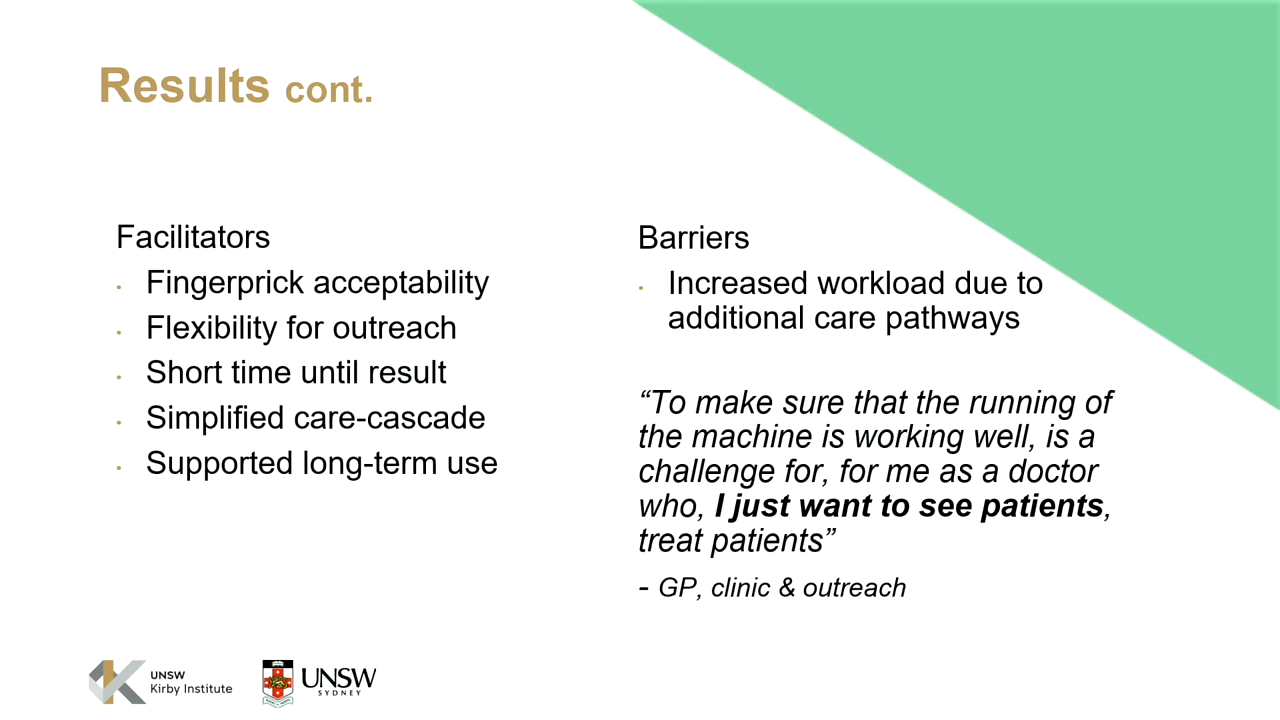 Results cont.
Facilitators
· Fingerprick acceptability
· Flexibility for outreach
· Short time until result
· Simplified care-cascade
· Supported long-term use
Barriers
· Increased workload due to
additional care pathways
“To make sure that the running of
the machine is working well, is a
challenge for, for me as a doctor
who, I just want to see patients,
treat patients”
- GP, clinic & outreach
UNSW
Kirby Institute
UNSW
SYDNEY